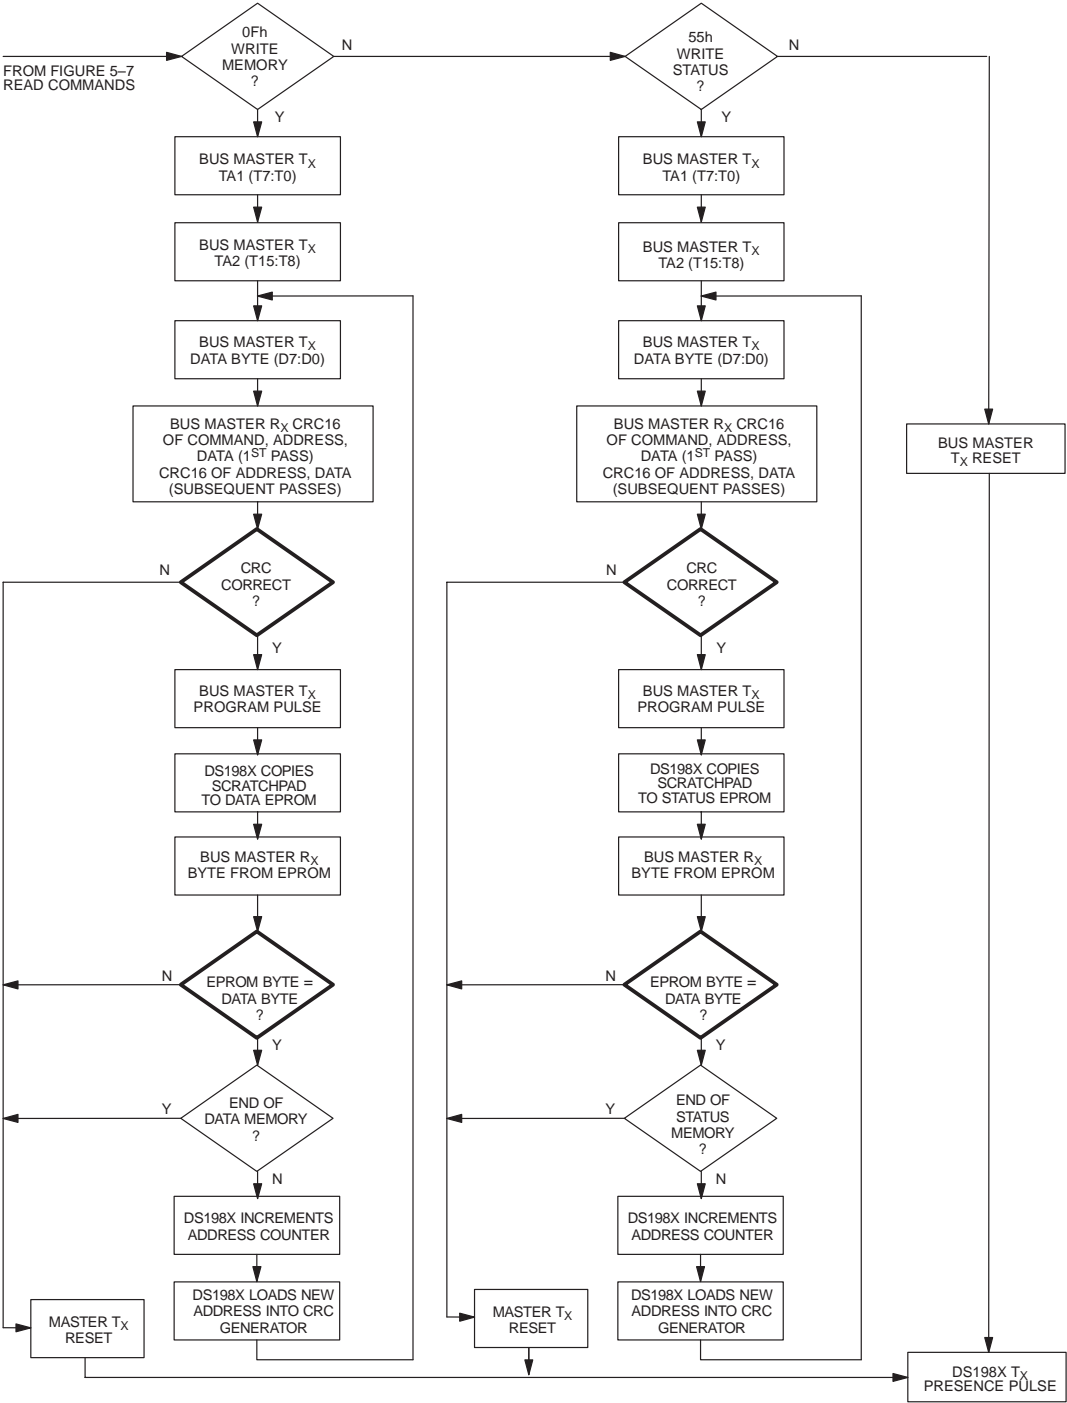 FROM FIGURE 5–7
READ COMMANDS
0Fh
WRITE
MEMORY
?
N
Y
BUS MASTER TX
TA1 (T7:T0)
BUS MASTER TX
TA2 (T15:T8)
BUS MASTER TX
DATA BYTE (D7:D0)
BUS MASTER RX CRC16
OF COMMAND, ADDRESS,
DATA (1ST PASS)
CRC16 OF ADDRESS, DATA
(SUBSEQUENT PASSES)
N
CRC
CORRECT
?
Y
BUS MASTER TX
PROGRAM PULSE
DS198X COPIES
SCRATCHPAD
TO DATA EPROM
BUS MASTER RX
BYTE FROM EPROM
N
EPROM BYTE =
DATA BYTE
?
Y
Y
END OF
DATA MEMORY
?
N
DS198X INCREMENTS
ADDRESS COUNTER
DS198X LOADS NEW
ADDRESS INTO CRC
GENERATOR
MASTER TX
RESET
55h
WRITE
STATUS
?
N
Y
BUS MASTER TX
TA1 (T7:T0)
BUS MASTER TX
TA2 (T15:T8)
BUS MASTER TX
DATA BYTE (D7:D0)
BUS MASTER RX CRC16
OF COMMAND, ADDRESS,
DATA (1ST PASS)
CRC16 OF ADDRESS, DATA
(SUBSEQUENT PASSES)
N
CRC
CORRECT
?
Y
BUS MASTER TX
PROGRAM PULSE
DS198X COPIES
SCRATCHPAD
TO STATUS EPROM
BUS MASTER RX
BYTE FROM EPROM
N
EPROM BYTE =
DATA BYTE
?
Y
Y
END OF
STATUS
MEMORY
?
N
DS198X INCREMENTS
ADDRESS COUNTER
DS198X LOADS NEW
ADDRESS INTO CRC
GENERATOR
MASTER TX
RESET
BUS MASTER
TX RESET
DS198X TX
PRESENCE PULSE